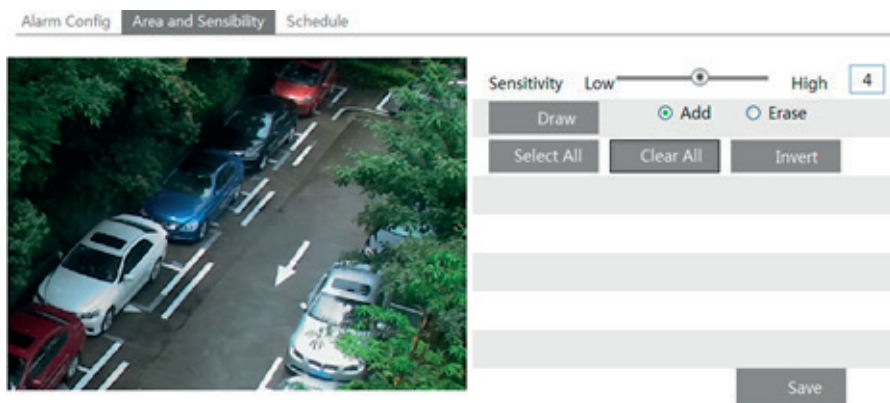 Alarm Config Area and Sensibility Schedule
Sensitivity Low High 4
Draw Add Erase
Select All Clear All Invert
Save